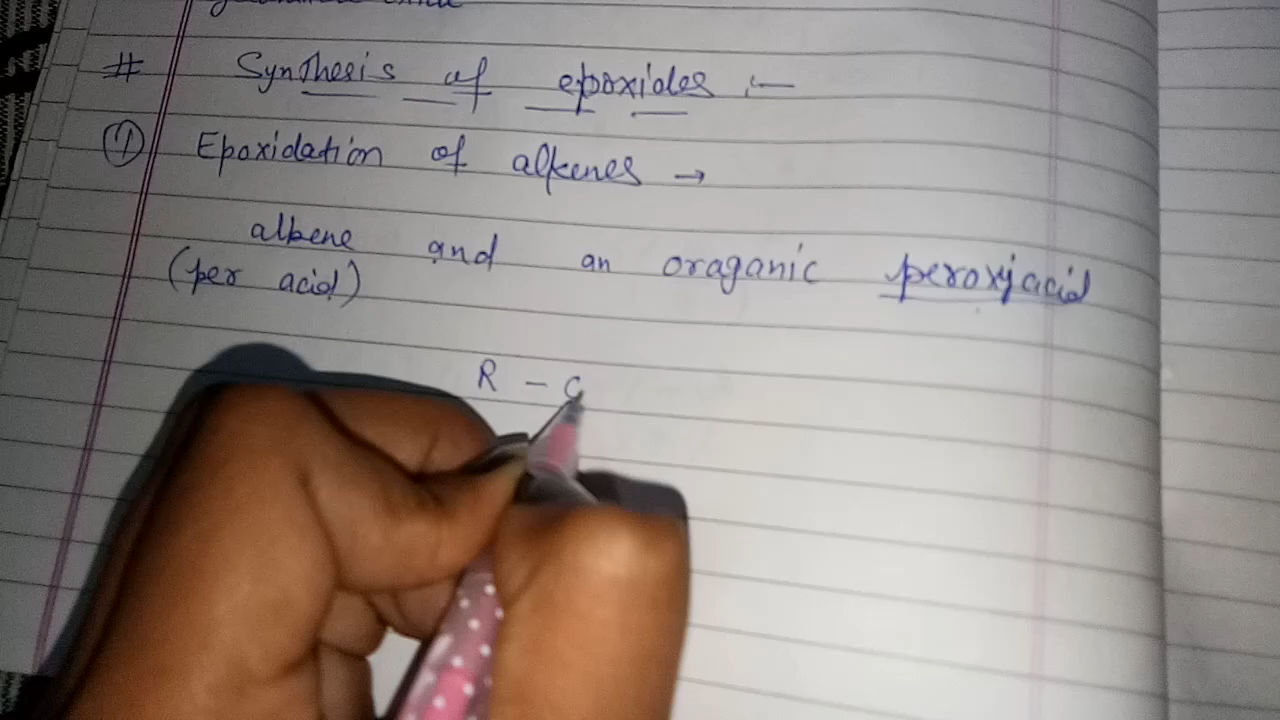 # Synthesis of epoxides :-
① Epoxidation of alkenes →
alkene and an oraganic peroxyacid
(per acid)
R - C